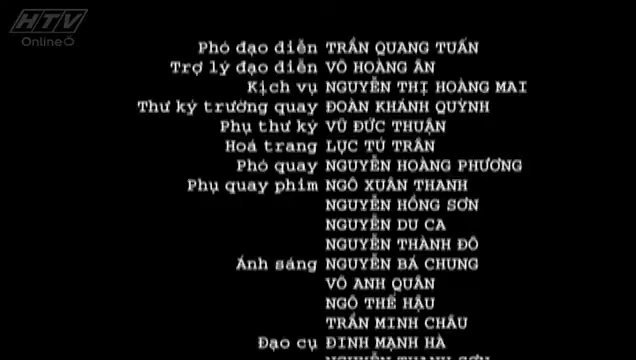 HTV
Online
Phó đạo diễn TRẦN QUANG TUẤN
Trợ lý đạo diễn VÕ HOÀNG ÂN
Kịch vụ NGUYỄN THỊ HOÀNG MAI
Thư ký trường quay ĐOÀN KHÁNH QUỲNH
Phụ thư ký VŨ ĐỨC THUẬN
Hoá trang LỤC TÚ TRÂN
Phó quay NGUYỄN HOÀNG PHƯƠNG
Phụ quay phim NGÔ XUÂN THANH
NGUYỄN HỒNG SƠN
NGUYỄN DU CA
NGUYỄN THÀNH ĐÔ
Ánh sáng NGUYỄN BÁ CHUNG
VÕ ANH QUÂN
NGÔ THẾ HẬU
TRẦN MINH CHÂU
Đạo cụ ĐINH MẠNH HÀ